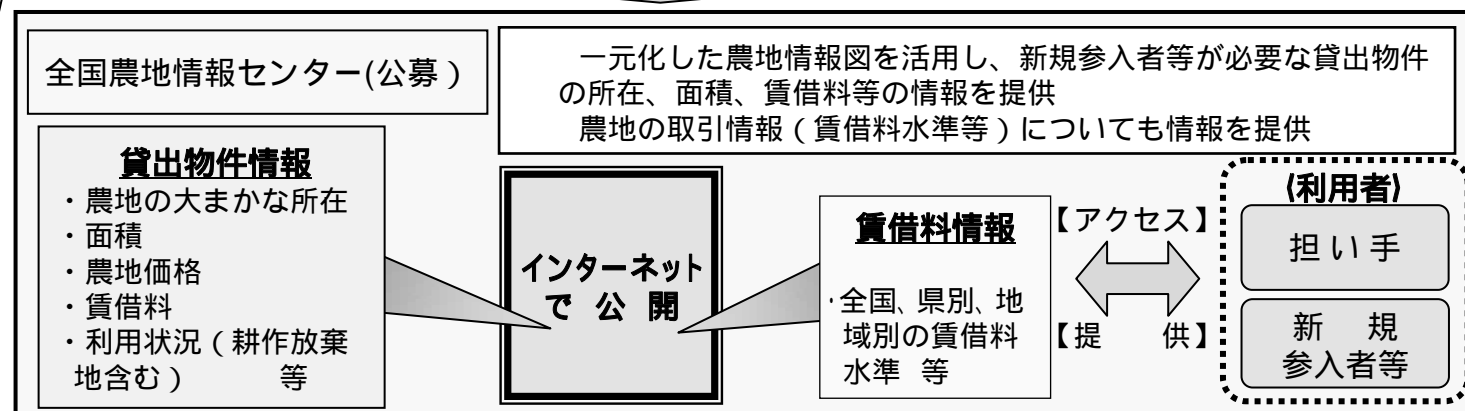 全国農地情報センター(公募）
一元化した農地情報図を活用し、新規参入者等が必要な貸出物件
の所在、面積、賃借料等の情報を提供
農地の取引情報（賃借料水準等）についても情報を提供
貸出物件情報
・農地の大まかな所在
・面積
・農地価格
・賃借料
・利用状況（耕作放棄
地含む）　　等
インターネット
で 公 開
賃借料情報
・全国、県別、地
域別の賃借料
水準 等
【アクセス】
【提　　供】
(利用者)
担い手
新　規
参入者等